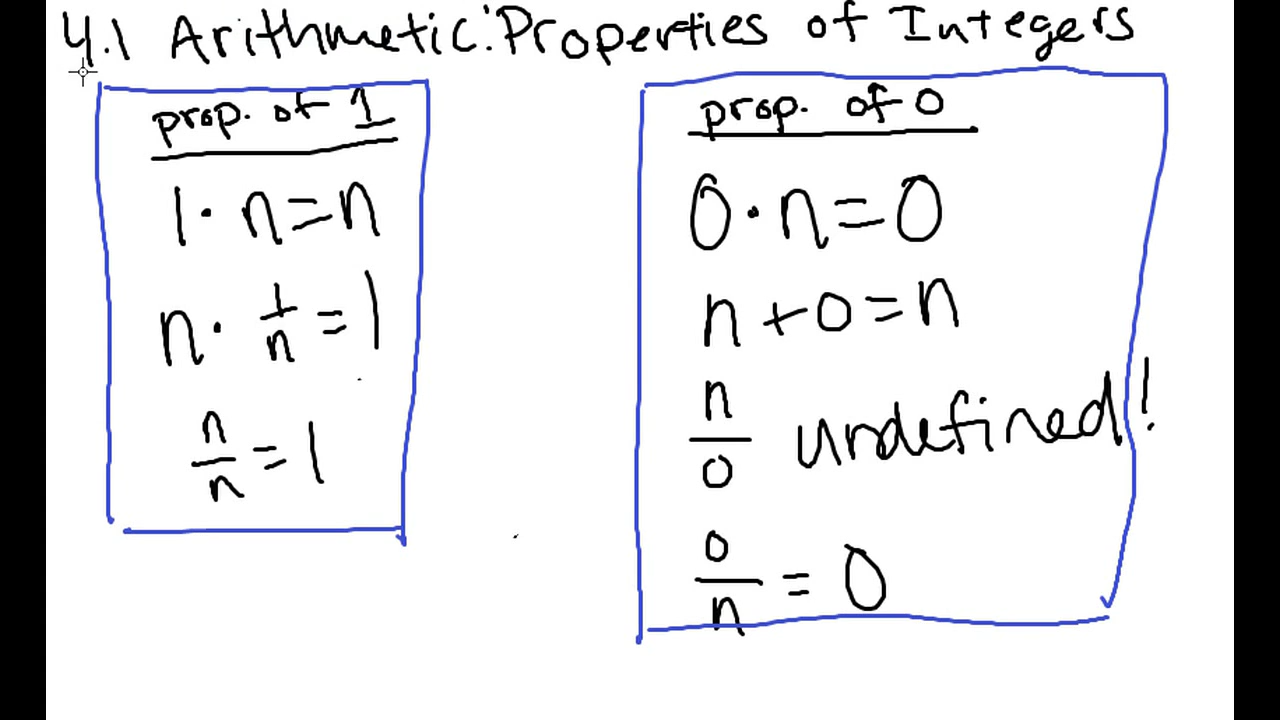 4.1 Arithmetic: Properties of Integers
prop. of 1
1 · n = n
n · 1/n = 1
n/n = 1
prop. of 0
0 · n = 0
n + 0 = n
n/0 undefined!
0/n = 0